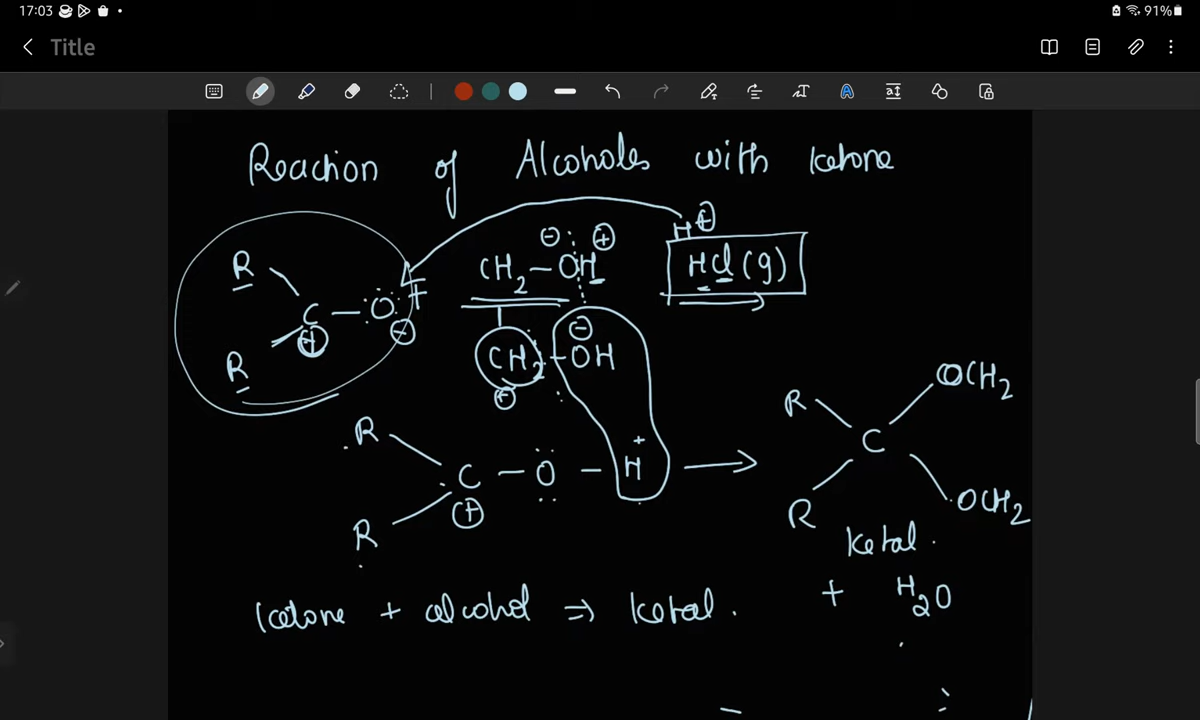 17:03
91%
Title
Reaction of Alcoholes with ketone
H ⊕
⊖ ⊕
R
CH2-OH
HCl(g)
C - O
⊕ ⊖
R
⊖
CH2-OH
⊕
R
OCH2
R
C
C - O - H
+
⊕
R
R
OCH2
ketal.
ketone + alcohol ⇒ ketal.
+ H2O